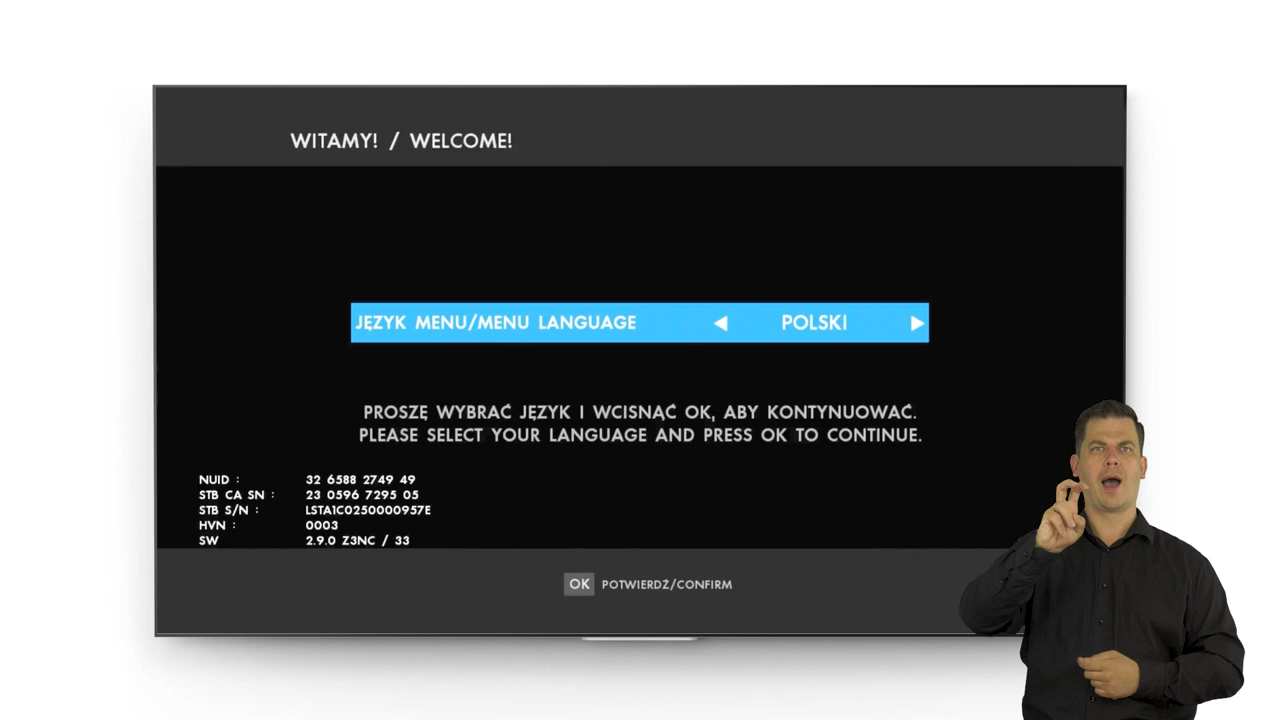 WITAMY! / WELCOME!
JĘZYK MENU/MENU LANGUAGE ◀ POLSKI ▶
PROSZĘ WYBRAĆ JĘZYK I WCISNĄĆ OK, ABY KONTYNUOWAĆ.
PLEASE SELECT YOUR LANGUAGE AND PRESS OK TO CONTINUE.
NUID : 32 6588 2749 49
STB CA SN : 23 0596 7295 05
STB S/N : LSTA1C0250000957E
HVN : 0003
SW 2.9.0 Z3NC / 33
OK POTWIERDŹ/CONFIRM